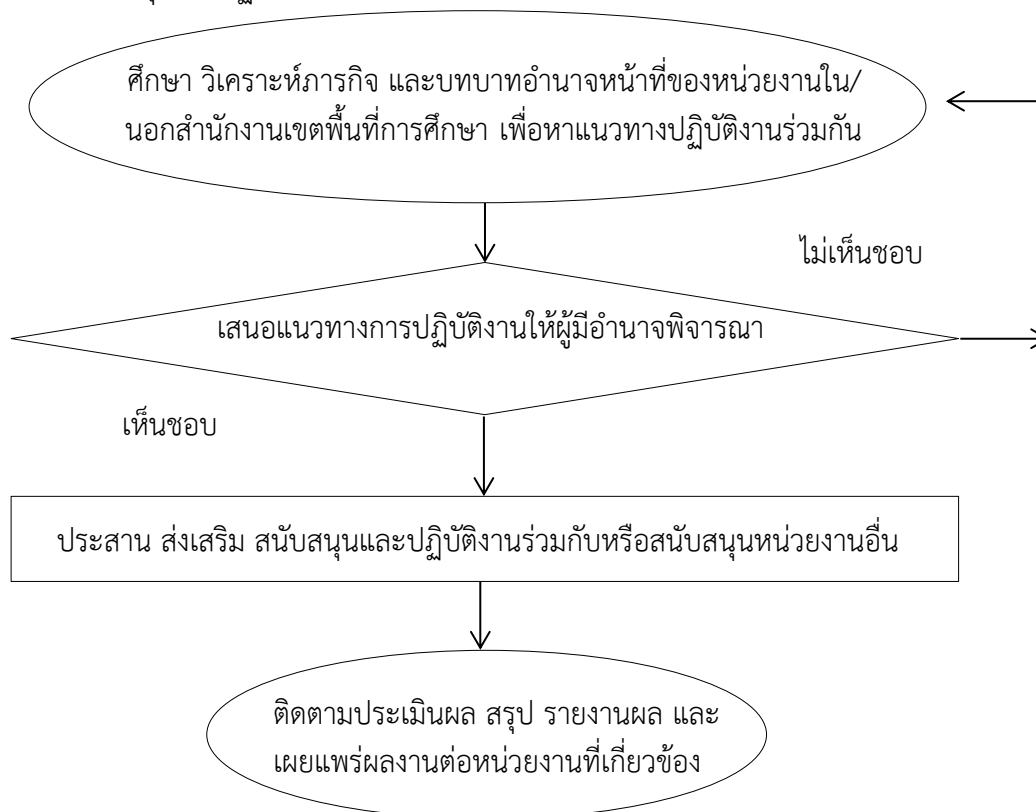 ศึกษา วิเคราะห์ภารกิจ และบทบาทอำนาจหน้าที่ของหน่วยงานใน/
นอกสำนักงานเขตพื้นที่การศึกษา เพื่อหาแนวทางปฏิบัติงานร่วมกัน
ไม่เห็นชอบ
เสนอแนวทางการปฏิบัติงานให้ผู้มีอำนาจพิจารณา
เห็นชอบ
ประสาน ส่งเสริม สนับสนุนและปฏิบัติงานร่วมกับหรือสนับสนุนหน่วยงานอื่น
ติดตามประเมินผล สรุป รายงานผล และ
เผยแพร่ผลงานต่อหน่วยงานที่เกี่ยวข้อง